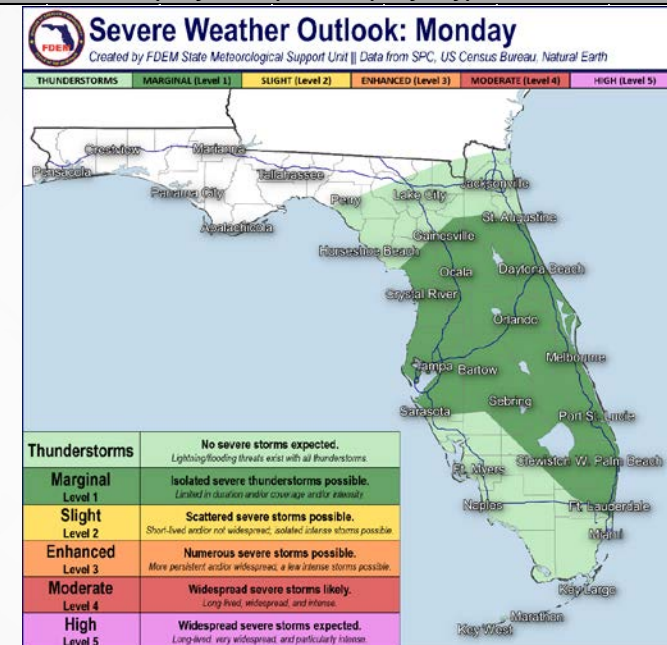 FDEM
Severe Weather Outlook: Monday
Created by FDEM State Meteorological Support Unit || Data from SPC, US Census Bureau, Natural Earth
THUNDERSTORMS
MARGINAL (Level 1)
SLIGHT (Level 2)
ENHANCED (Level 3)
MODERATE (Level 4)
HIGH (Level 5)
Crestview
Marianna
Pensacola
Tallahassee
Jacksonville
Panama City
Perry
Lake City
Apalachicola
St. Augustine
Gainesville
Horseshoe Beach
Ocala
Daytona Beach
Crystal River
Orlando
Tampa
Bartow
Melbourne
Sebring
Sarasota
Port St. Lucie
Clewiston
W. Palm Beach
Ft. Myers
Naples
Ft. Lauderdale
Miami
Key Largo
Marathon
Key West
Thunderstorms
No severe storms expected.
Lightning/flooding threats exist with all thunderstorms.
Marginal
Level 1
Isolated severe thunderstorms possible.
Limited in duration and/or coverage and/or intensity
Slight
Level 2
Scattered severe storms possible.
Short-lived and/or not widespread, isolated intense storms possible.
Enhanced
Level 3
Numerous severe storms possible.
More persistent and/or widespread, a few intense storms possible.
Moderate
Level 4
Widespread severe storms likely.
Long-lived, widespread, and intense.
High
Level 5
Widespread severe storms expected.
Long-lived, very widespread, and particularly intense.